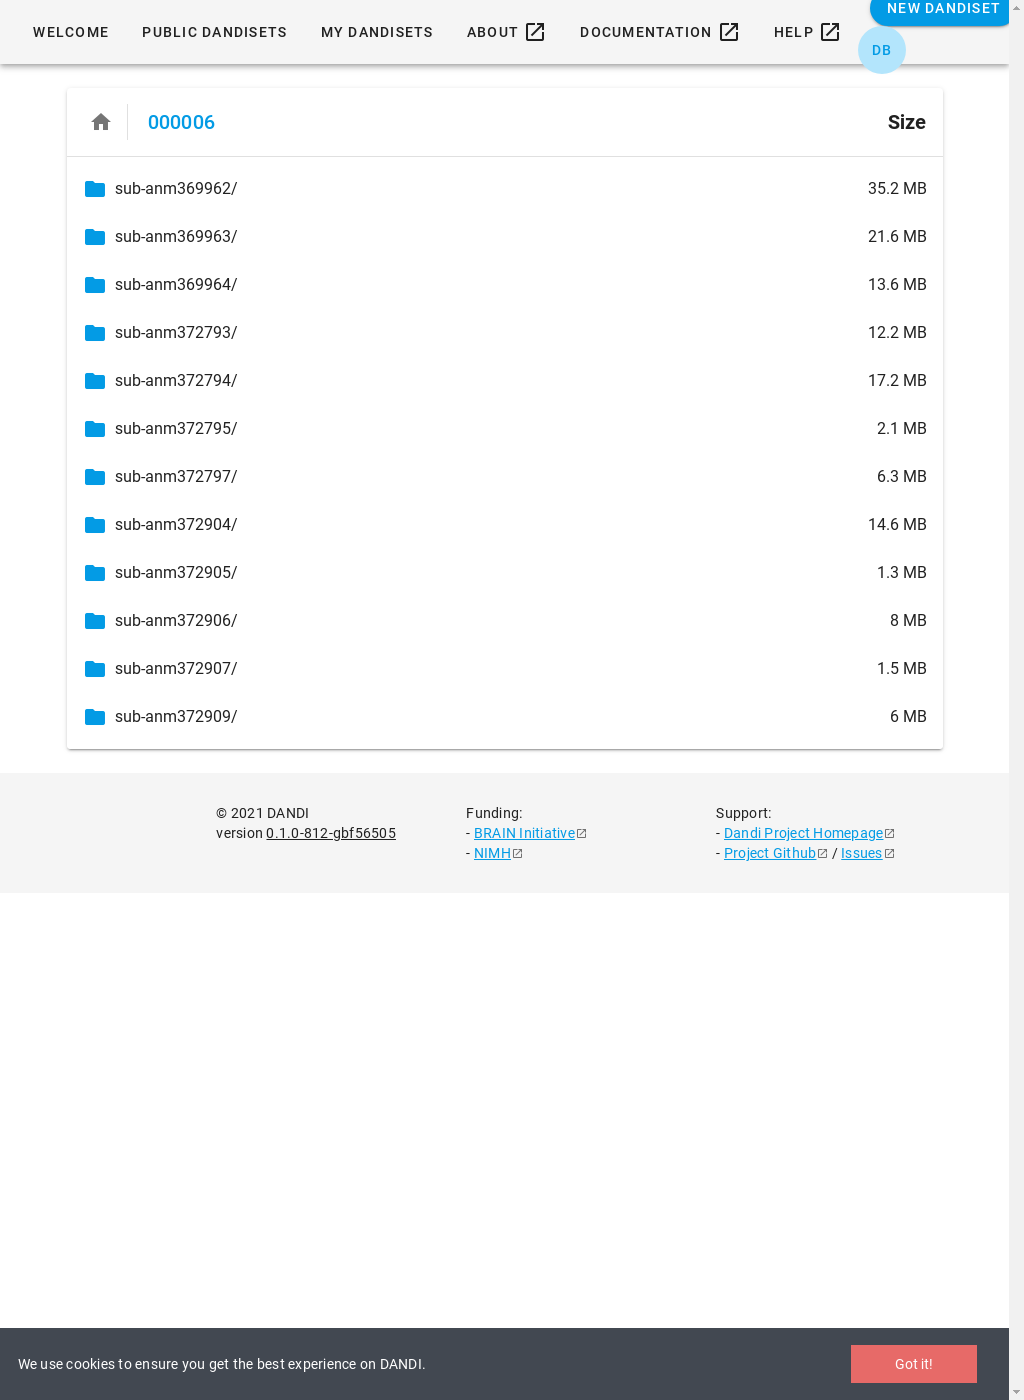 WELCOME PUBLIC DANDISETS MY DANDISETS ABOUT DOCUMENTATION HELP NEW DANDISET
DB
000006 Size
sub-anm369962/ 35.2 MB
sub-anm369963/ 21.6 MB
sub-anm369964/ 13.6 MB
sub-anm372793/ 12.2 MB
sub-anm372794/ 17.2 MB
sub-anm372795/ 2.1 MB
sub-anm372797/ 6.3 MB
sub-anm372904/ 14.6 MB
sub-anm372905/ 1.3 MB
sub-anm372906/ 8 MB
sub-anm372907/ 1.5 MB
sub-anm372909/ 6 MB
© 2021 DANDI
version 0.1.0-812-gbf56505
Funding:
- BRAIN Initiative
- NIMH
Support:
- Dandi Project Homepage
- Project Github / Issues
We use cookies to ensure you get the best experience on DANDI. Got it!